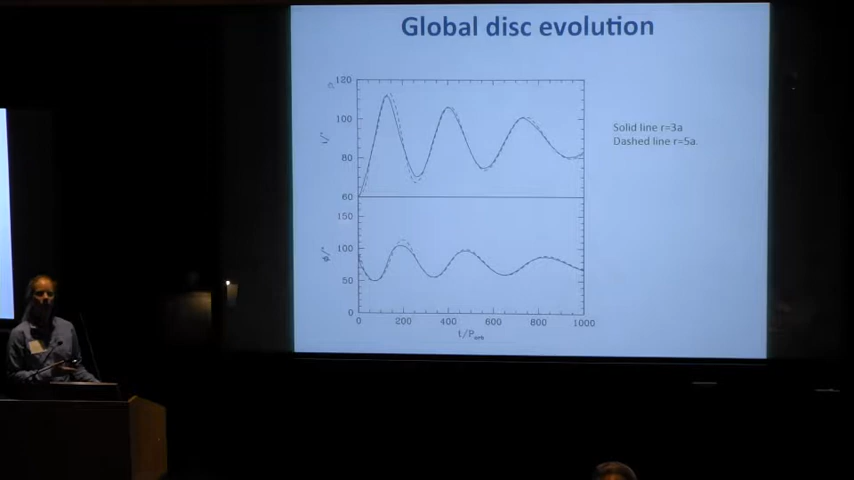 Global disc evolution
120
100
80
60
i/°
150
100
50
0
φ/°
0 200 400 600 800 1000
t/P_orb
Solid line r=3a
Dashed line r=5a.